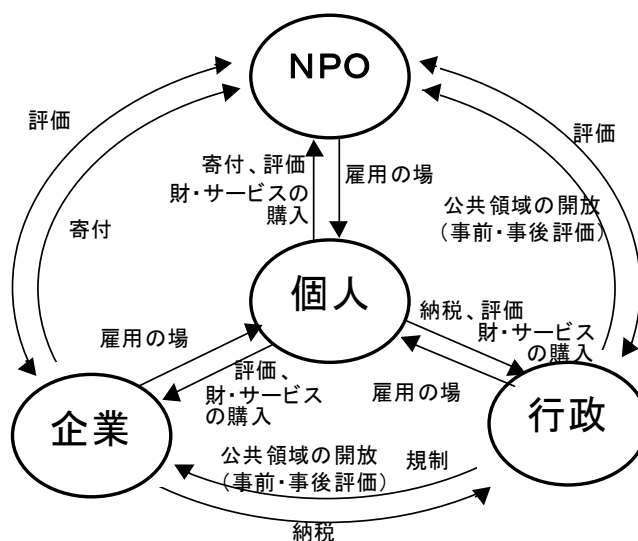 NPO
評価
評価
寄付、評価
財・サービスの
購入
雇用の場
寄付
公共領域の開放
(事前・事後評価)
個人
納税、評価
財・サービス
の購入
雇用の場
評価、
財・サービス
の購入
雇用の場
企業
行政
公共領域の開放
(事前・事後評価)
規制
納税